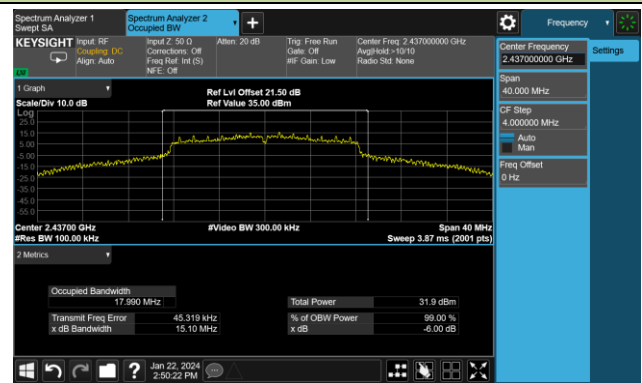 Spectrum Analyzer 1
Swept SA
Spectrum Analyzer 2
Occupied BW
Frequency
KEYSIGHT
Input: RF
Coupling: DC
Align: Auto
Input Z: 50 Ω
Corrections: Off
Freq Ref: Int (S)
NFE: Off
Atten: 20 dB
Trig: Free Run
Gate: Off
#IF Gain: Low
Center Freq: 2.437000000 GHz
Avg|Hold:>10/10
Radio Std: None
LXI
Center Frequency
2.437000000 GHz
Settings
Span
40.000 MHz
CF Step
4.000000 MHz
Auto
Man
Freq Offset
0 Hz
1 Graph
Scale/Div 10.0 dB
Ref Lvl Offset 21.50 dB
Ref Value 35.00 dBm
Log
25.0
15.0
5.00
-5.00
-15.0
-25.0
-35.0
-45.0
-55.0
Center 2.43700 GHz
#Res BW 100.00 kHz
#Video BW 300.00 kHz
Span 40 MHz
Sweep 3.87 ms (2001 pts)
2 Metrics
Occupied Bandwidth
17.990 MHz
Total Power 31.9 dBm
Transmit Freq Error 45.319 kHz
% of OBW Power 99.00 %
x dB Bandwidth 15.10 MHz
x dB -6.00 dB
Jan 22, 2024
2:50:22 PM